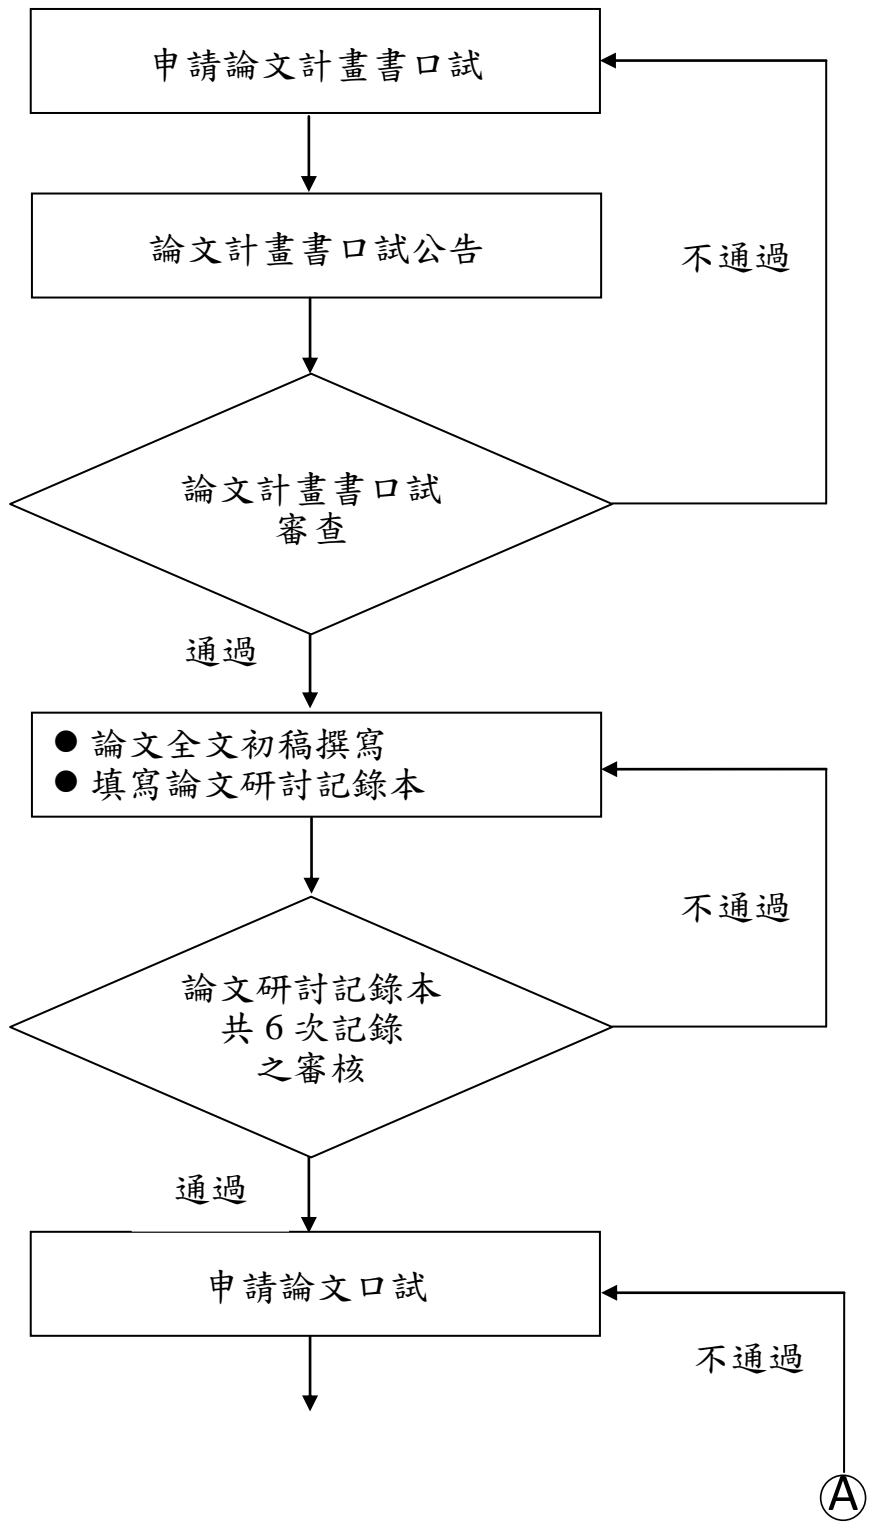 申請論文計畫書口試
論文計畫書口試公告
不通過
論文計畫書口試
審查
通過
● 論文全文初稿撰寫
● 填寫論文研討記錄本
不通過
論文研討記錄本
共 6 次記錄
之審核
通過
申請論文口試
不通過
A